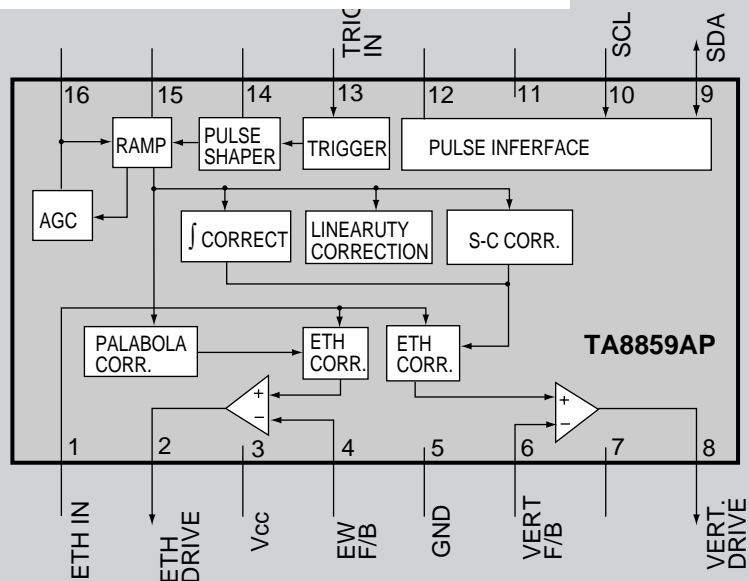 TRIG
IN
SCL
SDA
16
15
14
13
12
11
10
9
RAMP
PULSE
SHAPER
TRIGGER
PULSE INFERFACE
AGC
∫ CORRECT
LINEARUTY
CORRECTION
S-C CORR.
PALABOLA
CORR.
ETH
CORR.
ETH
CORR.
TA8859AP
+
−
+
−
1
2
3
4
5
6
7
8
ETH IN
ETH
DRIVE
Vcc
EW
F/B
GND
VERT
F/B
VERT.
DRIVE